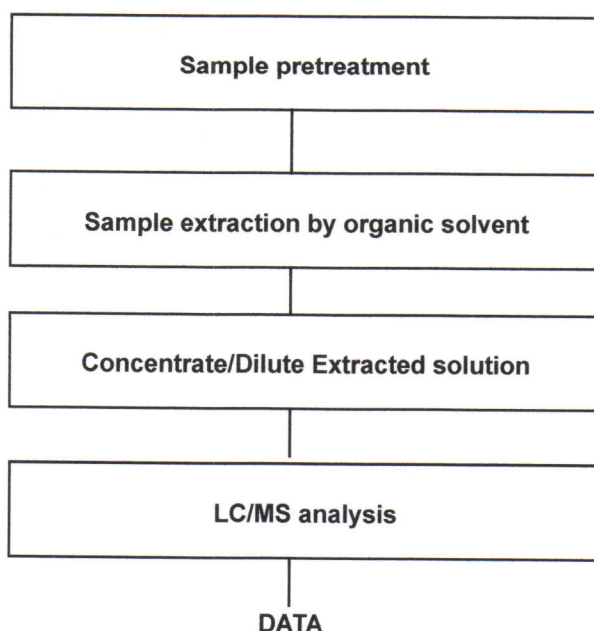 Sample pretreatment
Sample extraction by organic solvent
Concentrate/Dilute Extracted solution
LC/MS analysis
DATA